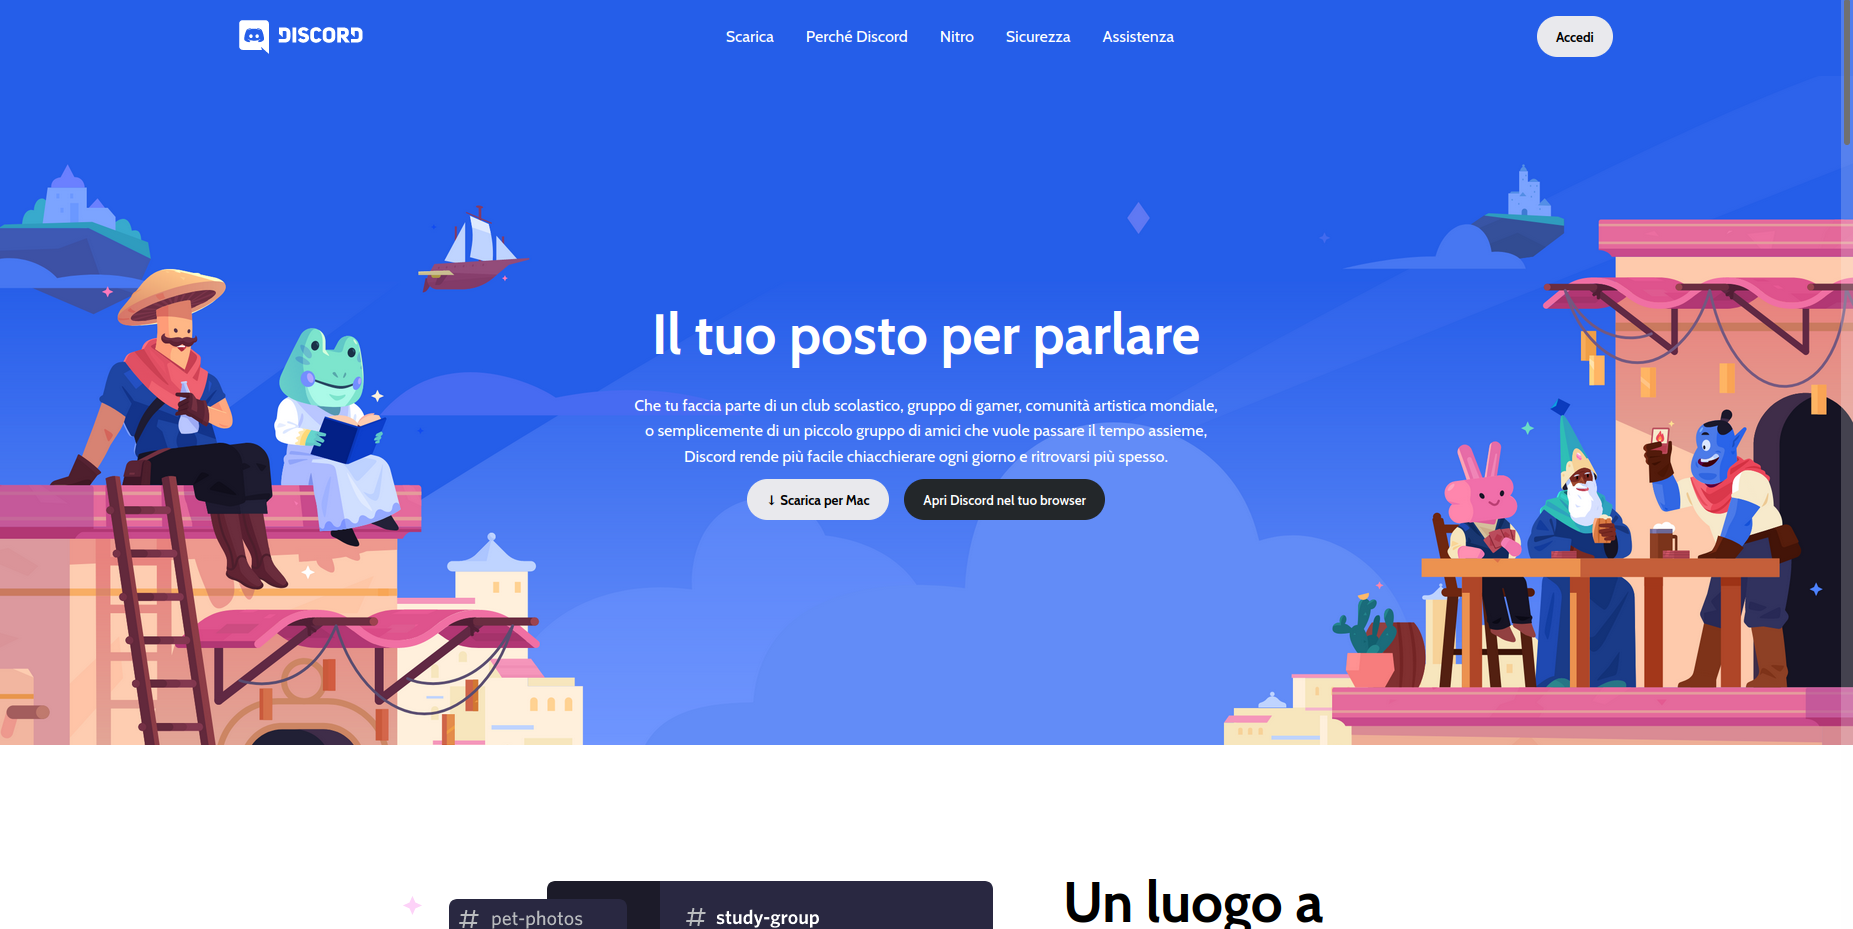 DISCORD
Scarica
Perché Discord
Nitro
Sicurezza
Assistenza
Accedi
Il tuo posto per parlare
Che tu faccia parte di un club scolastico, gruppo di gamer, comunità artistica mondiale,
o semplicemente di un piccolo gruppo di amici che vuole passare il tempo assieme,
Discord rende più facile chiacchierare ogni giorno e ritrovarsi più spesso.
↓ Scarica per Mac
Apri Discord nel tuo browser
# pet-photos
# study-group
Un luogo a